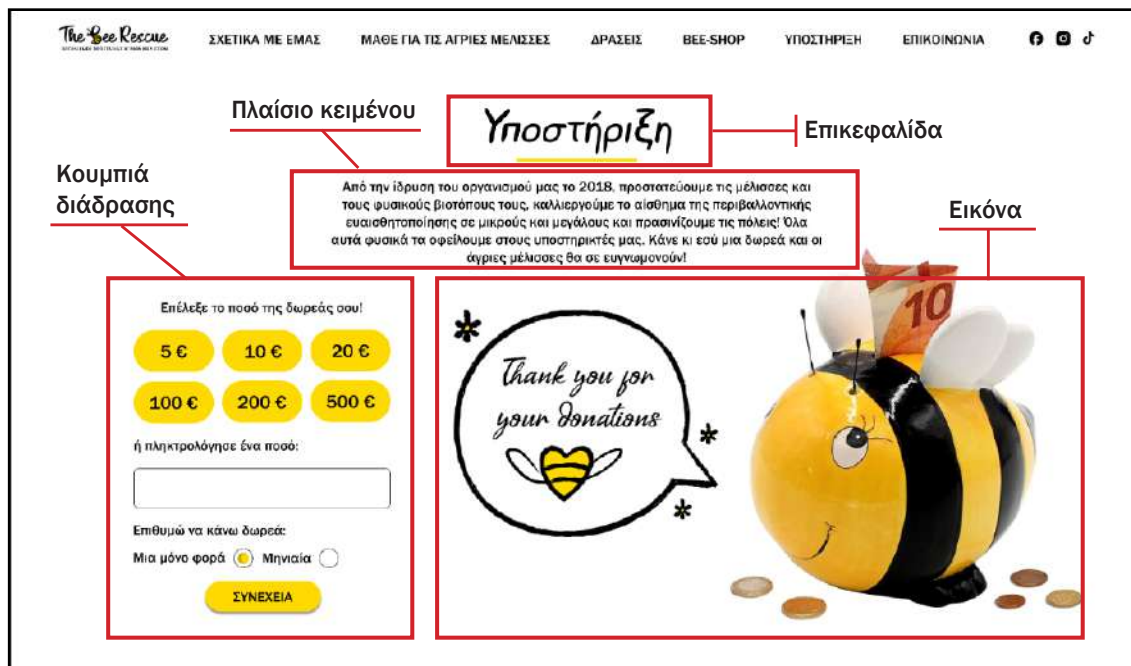 The Bee Rescue
ΣΧΕΤΙΚΑ ΜΕ ΕΜΑΣ ΜΑΘΕ ΓΙΑ ΤΙΣ ΑΓΡΙΕΣ ΜΕΛΙΣΣΕΣ ΔΡΑΣΕΙΣ BEE-SHOP ΥΠΟΣΤΗΡΙΞΗ ΕΠΙΚΟΙΝΩΝΙΑ
Πλαίσιο κειμένου
Υποστήριξη
Επικεφαλίδα
Από την ίδρυση του οργανισμού μας το 2018, προστατεύουμε τις μέλισσες και
τους φυσικούς βιοτόπους τους, καλλιεργούμε το αίσθημα της περιβαλλοντικής
ευαισθητοποίησης σε μικρούς και μεγάλους και πρασινίζουμε τις πόλεις! Όλα
αυτά φυσικά τα οφείλουμε στους υποστηρικτές μας. Κάνε κι εσύ μια δωρεά και οι
άγριες μέλισσες θα σε ευγνωμονούν!
Κουμπιά
διάδρασης
Εικόνα
Επέλεξε το ποσό της δωρεάς σου!
5 € 10 € 20 €
100 € 200 € 500 €
ή πληκτρολόγησε ένα ποσό:
Επιθυμώ να κάνω δωρεά:
Μια μόνο φορά Μηνιαία
ΣΥΝΕΧΕΙΑ
Thank you for
your donations
10